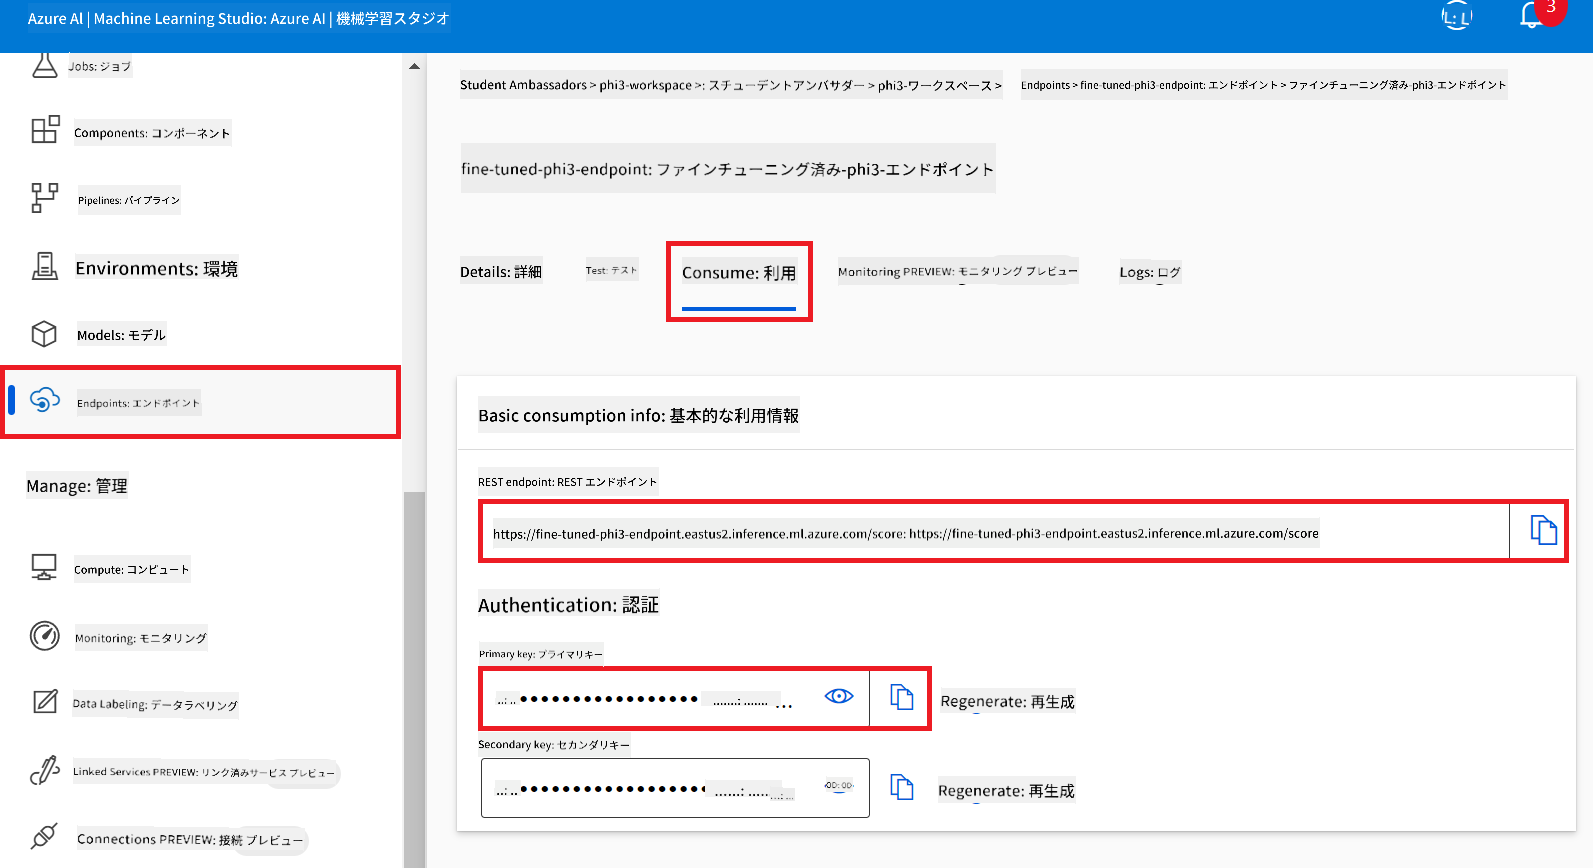 Azure AI | Machine Learning Studio: Azure AI | 機械学習スタジオ
3
Jobs: ジョブ
Components: コンポーネント
Pipelines: パイプライン
Environments: 環境
Models: モデル
Endpoints: エンドポイント
Manage: 管理
Compute: コンピュート
Monitoring: モニタリング
Data Labeling: データラベリング
Linked Services PREVIEW: リンク済みサービス プレビュー
Connections PREVIEW: 接続 プレビュー
Student Ambassadors > phi3-workspace >: スチューデントアンバサダー > phi3-ワークスペース >
Endpoints > fine-tuned-phi3-endpoint: エンドポイント > ファインチューニング済み-phi3-エンドポイント
fine-tuned-phi3-endpoint: ファインチューニング済み-phi3-エンドポイント
Details: 詳細
Test: テスト
Consume: 利用
Monitoring PREVIEW: モニタリング プレビュー
Logs: ログ
Basic consumption info: 基本的な利用情報
REST endpoint: REST エンドポイント
https://fine-tuned-phi3-endpoint.eastus2.inference.ml.azure.com/score: https://fine-tuned-phi3-endpoint.eastus2.inference.ml.azure.com/score
Authentication: 認証
Primary key: プライマリキー
Regenerate: 再生成
Secondary key: セカンダリキー
Regenerate: 再生成